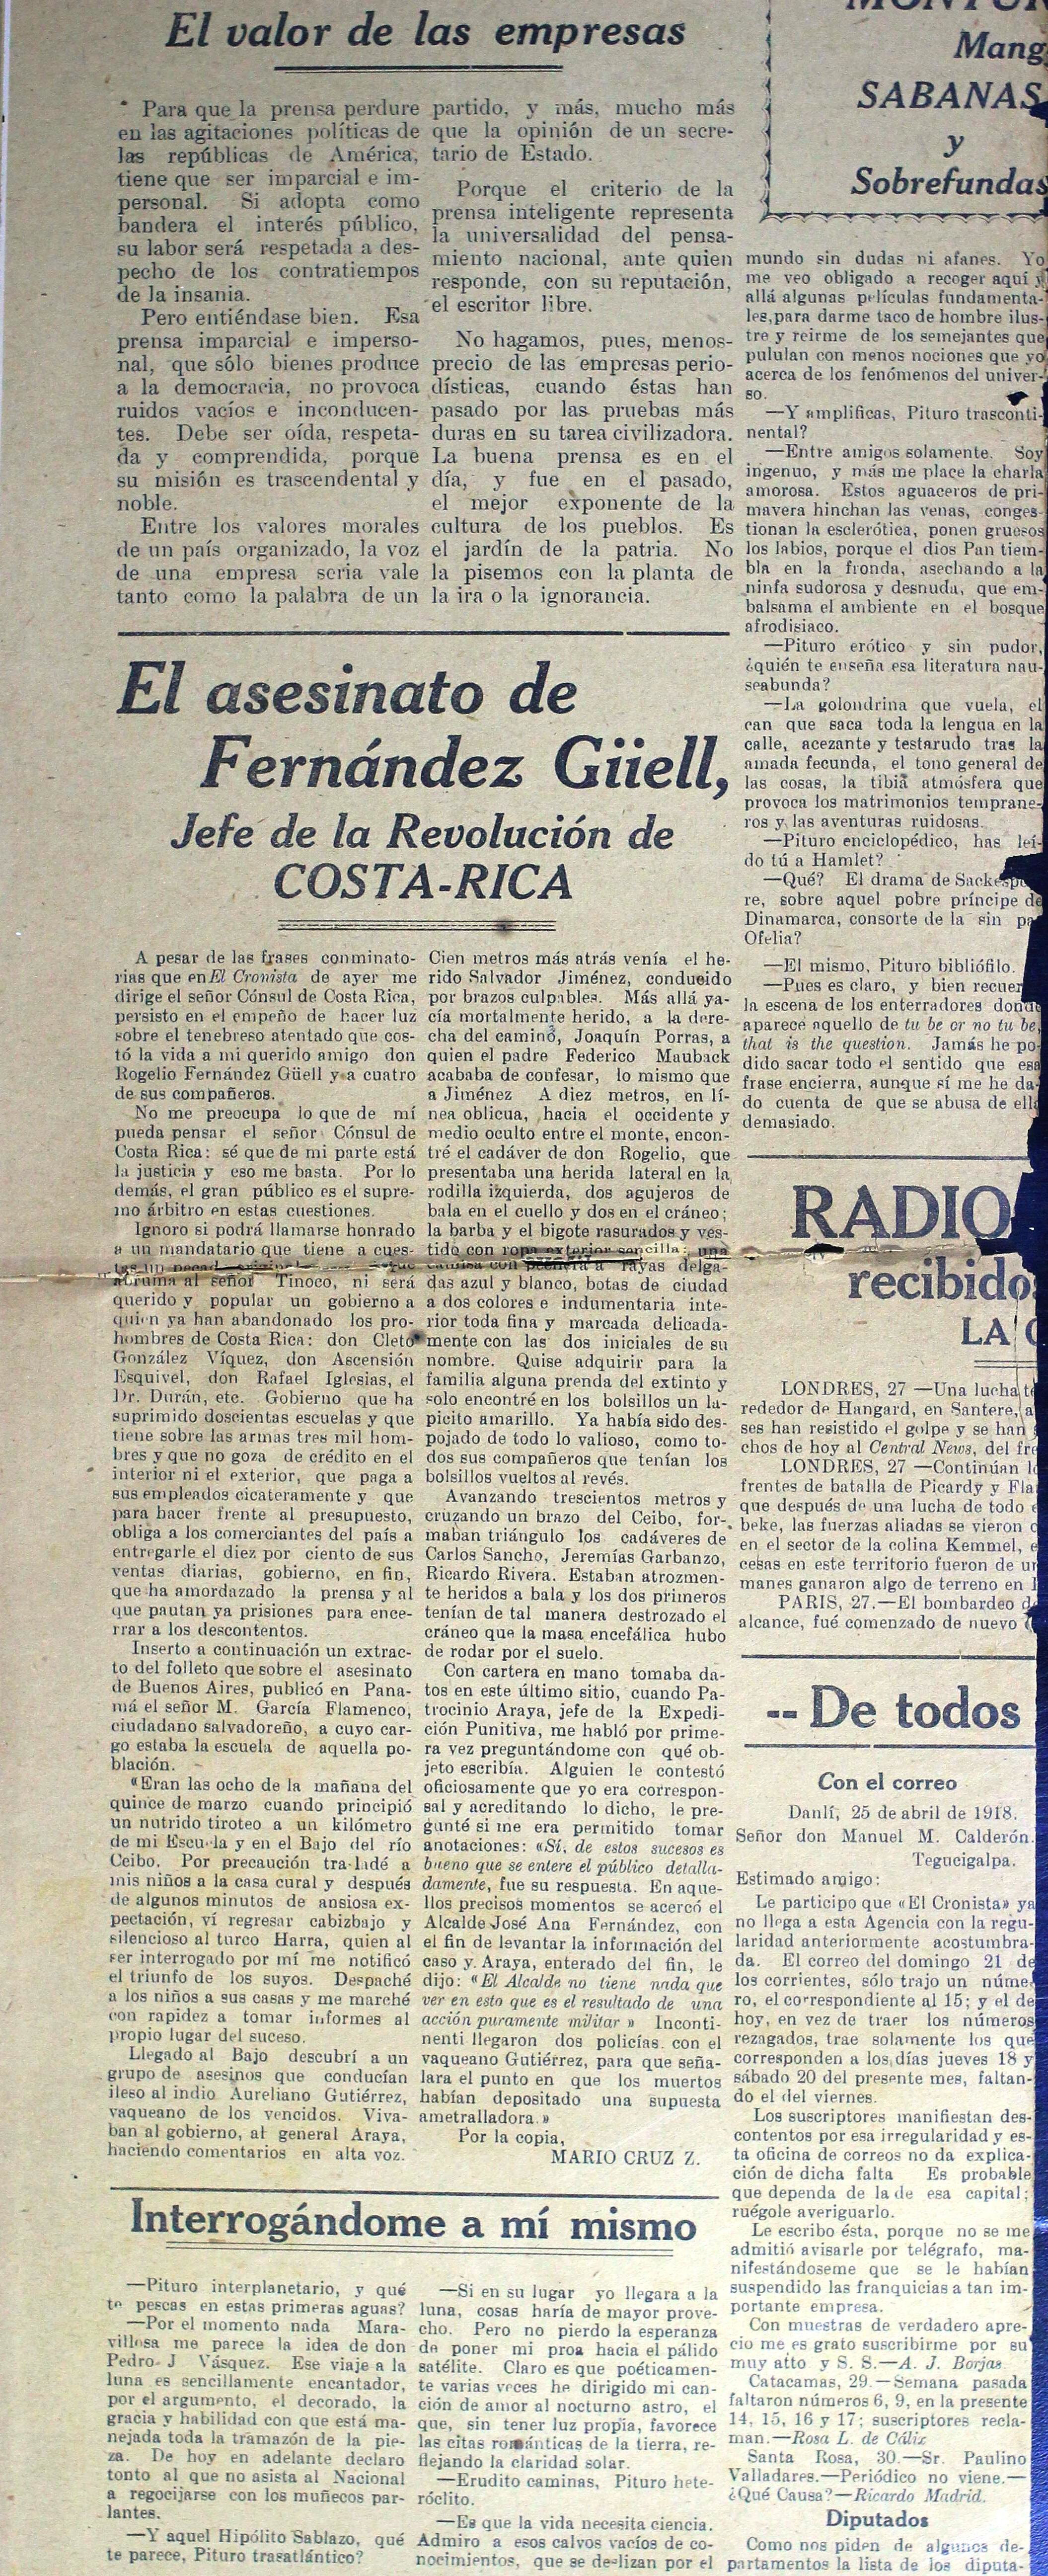 El valor de las empresas
Para que la prensa perdure
en las agitaciones políticas de
las repúblicas de América,
tiene que ser imparcial e im-
personal. Si adopta como
bandera el interés público,
su labor será respetada a des-
pecho de los contratiempos
de la insania.
Pero entiéndase bien. Esa
prensa imparcial e imperso-
nal, que sólo bienes produce
a la democracia, no provoca
ruidos vacíos e inconducen-
tes. Debe ser oída, respeta-
da y comprendida, porque
su misión es trascendental y
noble.
Entre los valores morales
de un país organizado, la voz
de una empresa seria vale
tanto como la palabra de un
partido, y más, mucho más
que la opinión de un secre-
tario de Estado.
Porque el criterio de la
prensa inteligente representa
la universalidad del pensa-
miento nacional, ante quien
responde, con su reputación,
el escritor libre.
No hagamos, pues, menos-
precio de las empresas perio-
dísticas, cuando éstas han
pasado por las pruebas más
duras en su tarea civilizadora.
La buena prensa es en el
día, y fue en el pasado,
el mejor exponente de la
cultura de los pueblos. Es
el jardín de la patria. No
la pisemos con la planta de
la ira o la ignorancia.
El asesinato de
Fernández Güell,
Jefe de la Revolución de
COSTA-RICA
A pesar de las frases conminato-
rias que en El Cronista de ayer me
dirige el señor Cónsul de Costa Rica,
persisto en el empeño de hacer luz
sobre el tenebroso atentado que cos-
tó la vida a mi querido amigo don
Rogelio Fernández Güell y a cuatro
de sus compañeros.
No me preocupa lo que de mí
pueda pensar el señor Cónsul de
Costa Rica: sé que de mi parte está
la justicia y eso me basta. Por lo
demás, el gran público es el supre-
mo árbitro en estas cuestiones.
Ignoro si podrá llamarse honrado
a un mandatario que tiene a cues-
tas un
abruma al señor Tinoco, ni será
querido y popular un gobierno a
quien ya han abandonado los pro-
hombres de Costa Rica: don Cleto
González Víquez, don Ascensión
Esquivel, don Rafael Iglesias, el
Dr. Durán, etc. Gobierno que ha
suprimido doscientas escuelas y que
tiene sobre las armas tres mil hom-
bres y que no goza de crédito en el
interior ni el exterior, que paga a
sus empleados cicateramente y que
para hacer frente al presupuesto,
obliga a los comerciantes del país a
entregarle el diez por ciento de sus
ventas diarias, gobierno, en fin,
que ha amordazado la prensa y al
que pautan ya prisiones para ence-
rrar a los descontentos.
Inserto a continuación un extrac-
to del folleto que sobre el asesinato
de Buenos Aires, publicó en Pana-
má el señor M. García Flamenco,
ciudadano salvadoreño, a cuyo car-
go estaba la escuela de aquella po-
blación.
«Eran las ocho de la mañana del
quince de marzo cuando principió
un nutrido tiroteo a un kilómetro
de mi Escuela y en el Bajo del río
Ceibo. Por precaución tra ladé a
mis niños a la casa cural y después
de algunos minutos de ansiosa ex-
pectación, ví regresar cabizbajo y
silencioso al turco Harra, quien al
ser interrogado por mí me notificó
el triunfo de los suyos. Despaché
a los niños a sus casas y me marché
con rapidez a tomar informes al
propio lugar del suceso.
Llegado al Bajo descubrí a un
grupo de asesinos que conducían
ileso al indio Aureliano Gutiérrez,
vaqueano de los vencidos. Viva-
ban al gobierno, al general Araya,
haciendo comentarios en alta voz.
Cien metros más atrás venía el he-
rido Salvador Jiménez, conducido
por brazos culpables. Más allá ya-
cía mortalmente herido, a la dere-
cha del camino, Joaquín Porras, a
quien el padre Federico Mauback
acababa de confesar, lo mismo que
a Jiménez A diez metros, en lí-
nea oblicua, hacia el occidente y
medio oculto entre el monte, encon-
tré el cadáver de don Rogelio, que
presentaba una herida lateral en la
rodilla izquierda, dos agujeros de
bala en el cuello y dos en el cráneo;
la barba y el bigote rasurados y ves-
tido con ropa exterior sencilla: una
camisa con pechera a rayas delga-
das azul y blanco, botas de ciudad
a dos colores e indumentaria inte-
rior toda fina y marcada delicada-
mente con las dos iniciales de su
nombre. Quise adquirir para la
familia alguna prenda del extinto y
solo encontré en los bolsillos un la-
picito amarillo. Ya había sido des-
pojado de todo lo valioso, como to-
dos sus compañeros que tenían los
bolsillos vueltos al revés.
Avanzando trescientos metros y
cruzando un brazo del Ceibo, for-
maban triángulo los cadáveres de
Carlos Sancho, Jeremías Garbanzo,
Ricardo Rivera. Estaban atrozmen-
te heridos a bala y los dos primeros
tenían de tal manera destrozado el
cráneo que la masa encefálica hubo
de rodar por el suelo.
Con cartera en mano tomaba da-
tos en este último sitio, cuando Pa-
trocinio Araya, jefe de la Expedi-
ción Punitiva, me habló por prime-
ra vez preguntándome con qué ob-
jeto escribía. Alguien le contestó
oficiosamente que yo era correspon-
sal y acreditando lo dicho, le pre-
gunté si me era permitido tomar
anotaciones: «Sí, de estos sucesos es
bueno que se entere el público detalla-
damente, fue su respuesta. En aque-
llos precisos momentos se acercó el
Alcalde José Ana Fernández, con
el fin de levantar la información del
caso y. Araya, enterado del fin, le
dijo: «El Alcalde no tiene nada que
ver en esto que es el resultado de una
acción puramente militar» Inconti-
nenti llegaron dos policías con el
vaqueano Gutiérrez, para que seña-
lara el punto en que los muertos
habían depositado una supuesta
ametralladora.»
Por la copia,
MARIO CRUZ Z.
Interrogándome a mí mismo
—Pituro interplanetario, y qué
te pescas en estas primeras aguas?
—Por el momento nada Mara-
villosa me parece la idea de don
Pedro J Vásquez. Ese viaje a la
luna es sencillamente encantador,
por el argumento, el decorado, la
gracia y habilidad con que está ma-
nejada toda la tramazón de la pie-
za. De hoy en adelante declaro
tonto al que no asista al Nacional
a regocijarse con los muñecos par-
lantes.
—Y aquel Hipólito Sablazo, qué
te parece, Pituro trasatlántico?
—Si en su lugar yo llegara a la
luna, cosas haría de mayor prove-
cho. Pero no pierdo la esperanza
de poner mi proa hacia el pálido
satélite. Claro es que poéticamen-
te varias veces he dirigido mi can-
ción de amor al nocturno astro, el
que, sin tener luz propia, favorece
las citas románticas de la tierra, re-
flejando la claridad solar.
—Erudito caminas, Pituro hete-
róclito.
—Es que la vida necesita ciencia.
Admiro a esos calvos vacíos de co-
nocimientos, que se deslizan por el
Mang
SABANAS
y
Sobrefundas
mundo sin dudas ni afanes. Yo
me veo obligado a recoger aquí y
allá algunas películas fundamenta-
les, para darme taco de hombre ilus-
tre y reirme de los semejantes que
pululan con menos nociones que yo
acerca de los fenómenos del univer-
so.
—Y amplificas, Pituro trasconti-
nental?
—Entre amigos solamente. Soy
ingenuo, y más me place la charla
amorosa. Estos aguaceros de pri-
mavera hinchan las venas, conges-
tionan la esclerótica, ponen gruesos
los labios, porque el dios Pan tiem-
bla en la fronda, asechando a la
ninfa sudorosa y desnuda, que em-
balsama el ambiente en el bosque
afrodisiaco.
—Pituro erótico y sin pudor,
¿quién te enseña esa literatura nau-
seabunda?
—La golondrina que vuela, el
can que saca toda la lengua en la
calle, acezante y testarudo tras la
amada fecunda, el tono general de
las cosas, la tibia atmósfera que
provoca los matrimonios temprane-
ros y las aventuras ruidosas.
—Pituro enciclopédico, has leí-
do tú a Hamlet?
—Qué? El drama de Sackespe
re, sobre aquel pobre príncipe de
Dinamarca, consorte de la sin pa
Ofelia?
—El mismo, Pituro bibliófilo.
—Pues es claro, y bien recuer
la escena de los enterradores donde
aparece aquello de tu be or no tu be,
that is the question. Jamás he po-
dido sacar todo el sentido que esa
frase encierra, aunque sí me he da-
do cuenta de que se abusa de ella
demasiado.
RADIO
recibido
LA
LONDRES, 27—Una lucha
rededor de Hangard, en Santere, a
ses han resistido el golpe y se han
chos de hoy al Central News, del fre
LONDRES, 27—Continúan l
frentes de batalla de Picardy y Fla
que después de una lucha de todo
beke, las fuerzas aliadas se vieron
en el sector de la colina Kemmel,
cesas en este territorio fueron de un
manes ganaron algo de terreno en
PARIS, 27.—El bombardeo d
alcance, fué comenzado de nuevo
-- De todos
Con el correo
Danlí, 25 de abril de 1918.
Señor don Manuel M. Calderón.
Tegucigalpa.
Estimado amigo:
Le participo que «El Cronista» ya
no llega a esta Agencia con la regu-
laridad anteriormente acostumbra-
da. El correo del domingo 21 de
los corrientes, sólo trajo un núme-
ro, el correspondiente al 15; y el de
hoy, en vez de traer los números
rezagados, trae solamente los que
corresponden a los días jueves 18 y
sábado 20 del presente mes, faltan-
do el del viernes.
Los suscriptores manifiestan des-
contentos por esa irregularidad y es-
ta oficina de correos no da explica-
ción de dicha falta Es probable
que dependa de la de esa capital;
ruégole averiguarlo.
Le escribo ésta, porque no se me
admitió avisarle por telégrafo, ma-
nifestándoseme que se le habían
suspendido las franquicias a tan im-
portante empresa.
Con muestras de verdadero apre-
cio me es grato suscribirme por su
muy atto y S. S.—A. J. Borjas
Catacamas, 29.—Semana pasada
faltaron números 6, 9, en la presente
14, 15, 16 y 17; suscriptores recla-
man.—Rosa L. de Cálix
Santa Rosa, 30.—Sr. Paulino
Valladares.—Periódico no viene.—
¿Qué Causa?—Ricardo Madrid.
Diputados
Como nos piden de algunos de-
partamentos la lista de los diputa-